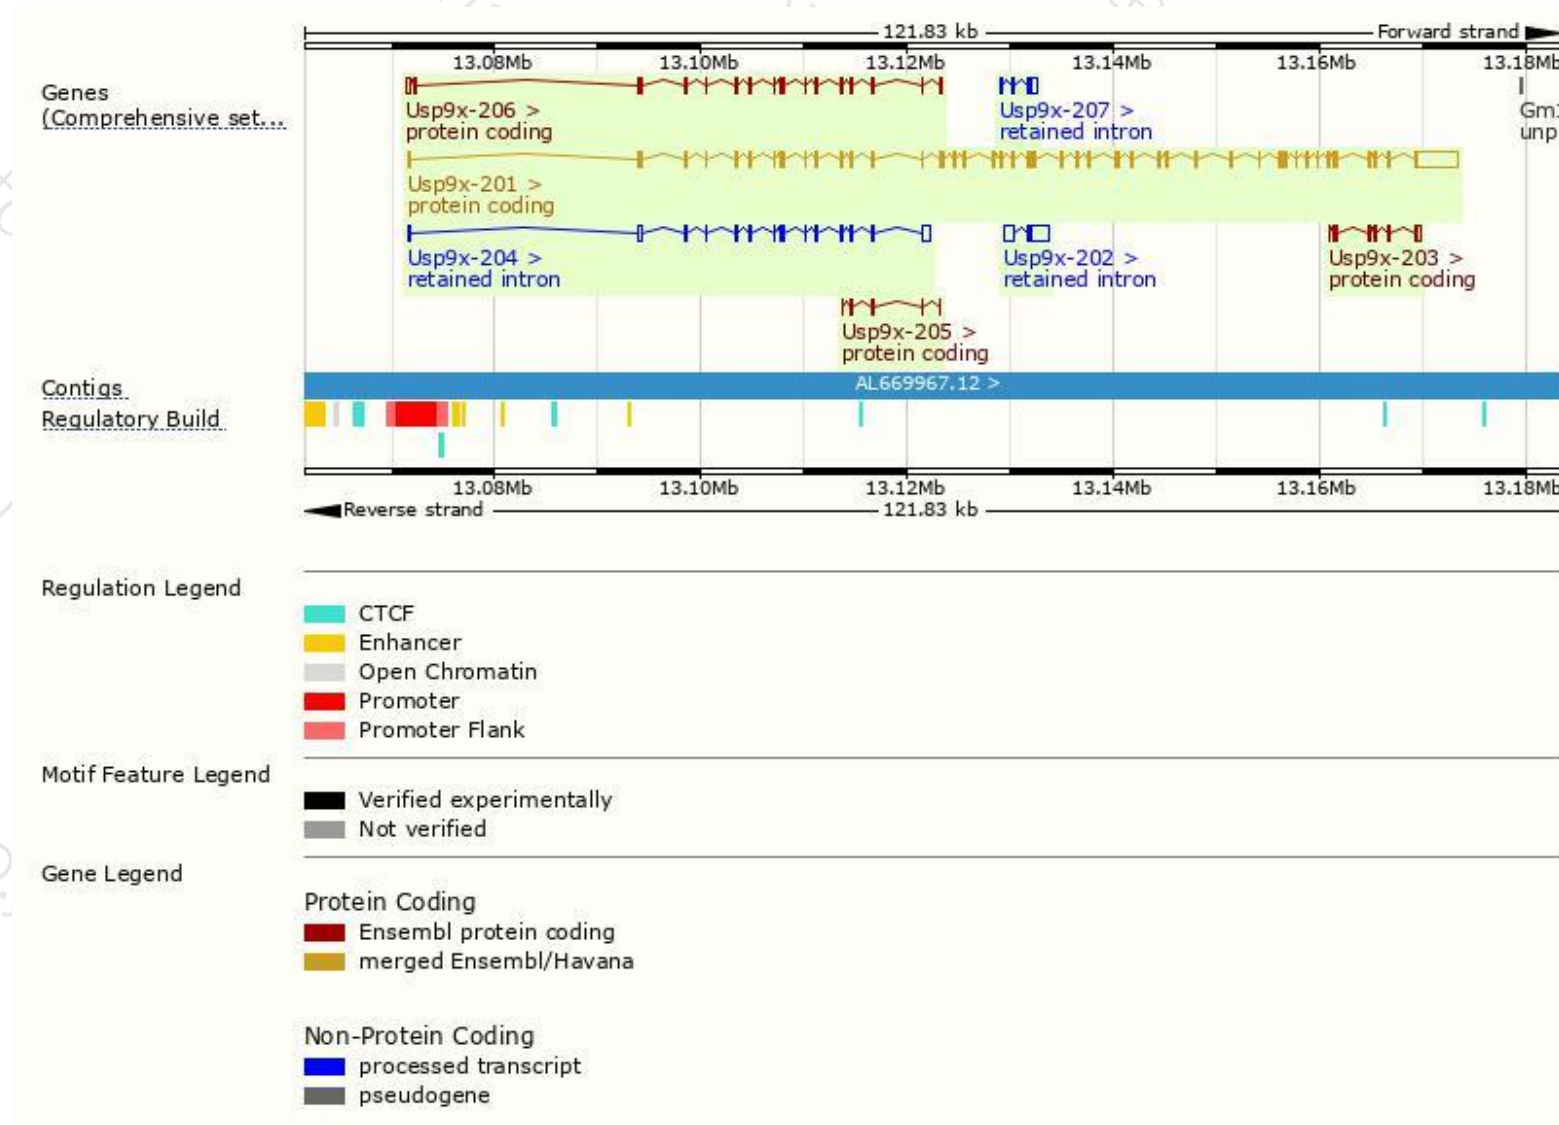 121.83 kb
Forward strand
13.08Mb 13.10Mb 13.12Mb 13.14Mb 13.16Mb 13.18Mb
Genes
(Comprehensive set...
Usp9x-206 >
protein coding
Usp9x-207 >
retained intron
Gm
unp
Usp9x-201 >
protein coding
Usp9x-204 >
retained intron
Usp9x-202 >
retained intron
Usp9x-203 >
protein coding
Usp9x-205 >
protein coding
Contigs
AL669967.12 >
Regulatory Build
13.08Mb 13.10Mb 13.12Mb 13.14Mb 13.16Mb 13.18Mb
Reverse strand
121.83 kb
Regulation Legend
CTCF
Enhancer
Open Chromatin
Promoter
Promoter Flank
Motif Feature Legend
Verified experimentally
Not verified
Gene Legend
Protein Coding
Ensembl protein coding
merged Ensembl/Havana
Non-Protein Coding
processed transcript
pseudogene